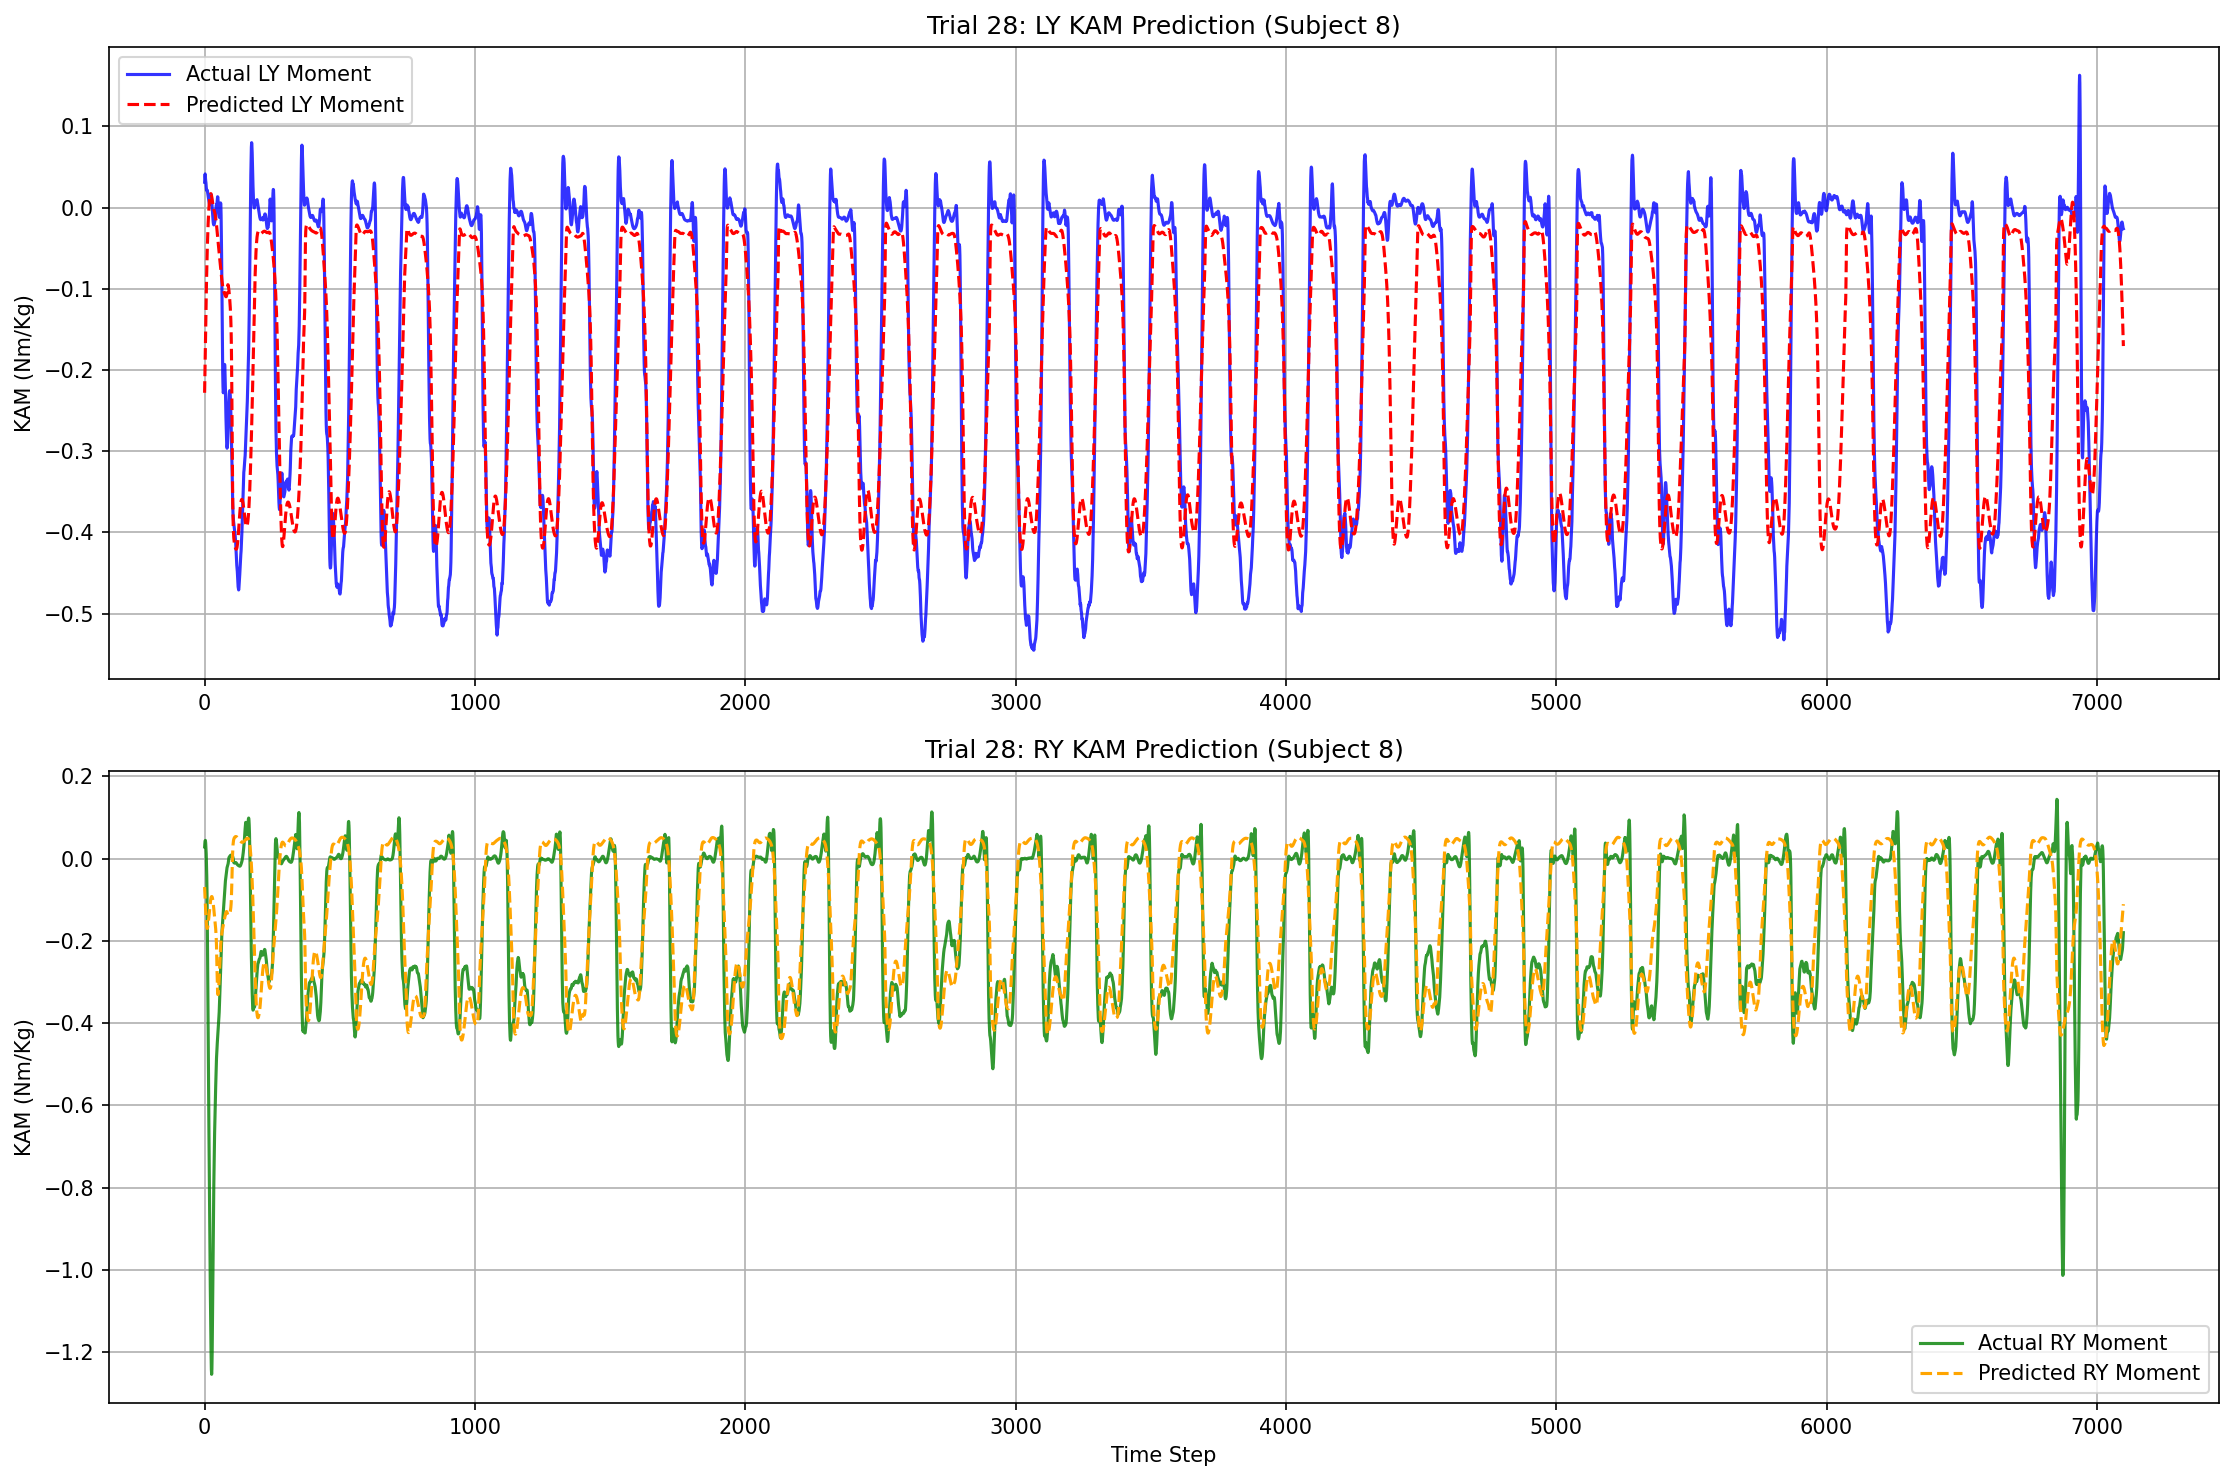 Trial 28: LY KAM Prediction (Subject 8)
Actual LY Moment
Predicted LY Moment
KAM (Nm/Kg)
0.1
0.0
−0.1
−0.2
−0.3
−0.4
−0.5
0 1000 2000 3000 4000 5000 6000 7000
Trial 28: RY KAM Prediction (Subject 8)
KAM (Nm/Kg)
0.2
0.0
−0.2
−0.4
−0.6
−0.8
−1.0
−1.2
Actual RY Moment
Predicted RY Moment
0 1000 2000 3000 4000 5000 6000 7000
Time Step